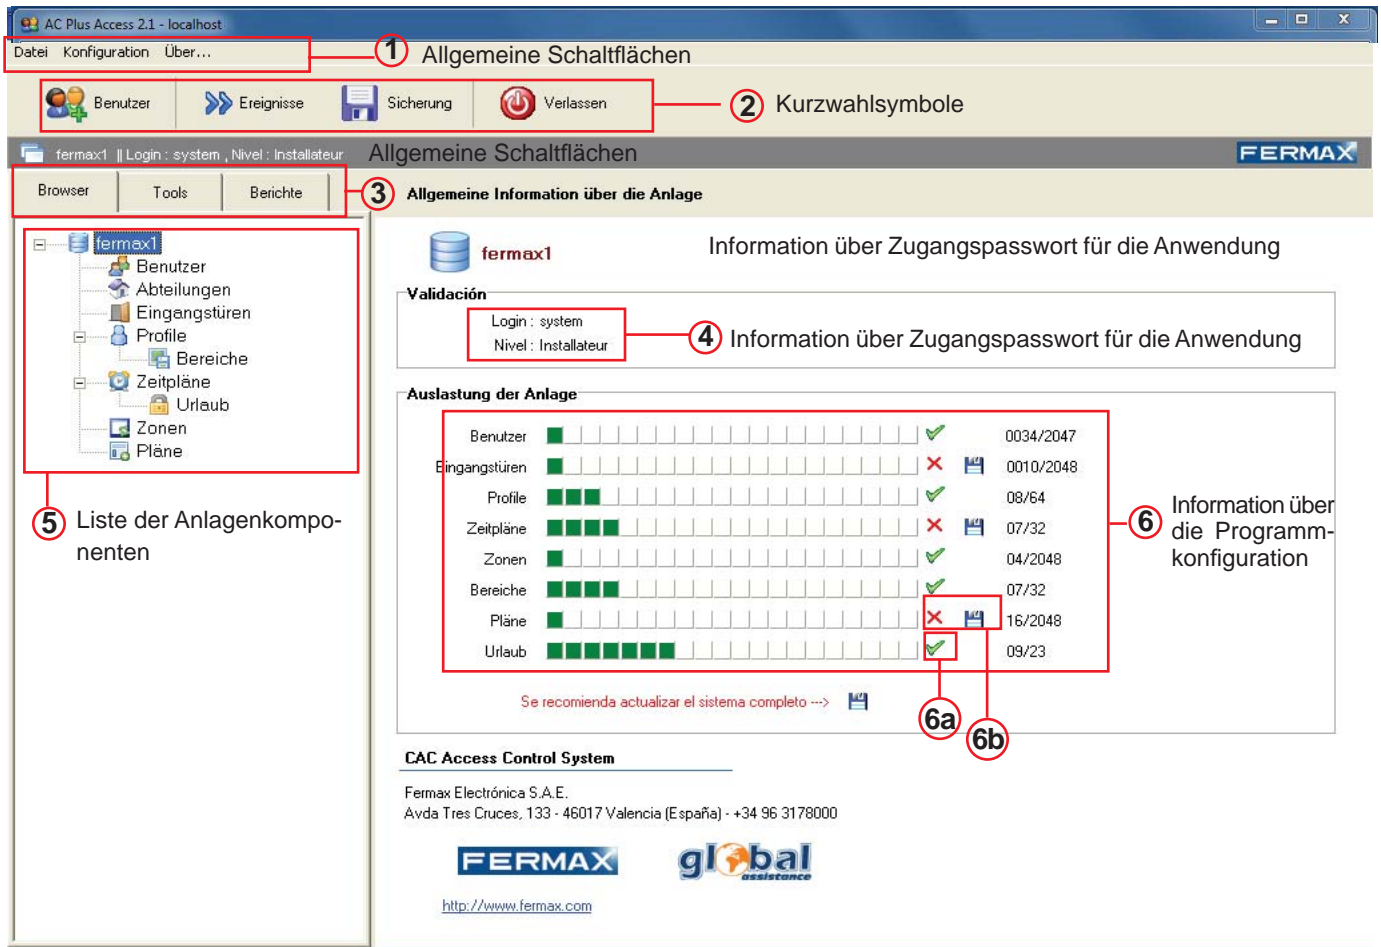 AC Plus Access 2.1 - localhost
Datei Konfiguration Über...
1 Allgemeine Schaltflächen
Benutzer Ereignisse Sicherung Verlassen
2 Kurzwahlsymbole
fermax1 || Login : system , Nivel : Installateur
Allgemeine Schaltflächen
FERMAX
Browser Tools Berichte
3
Allgemeine Information über die Anlage
fermax1
Benutzer
Abteilungen
Eingangstüren
Profile
Bereiche
Zeitpläne
Urlaub
Zonen
Pläne
5 Liste der Anlagenkompo-
nenten
fermax1
Information über Zugangspasswort für die Anwendung
Validación
Login : system
Nivel : Installateur
4 Information über Zugangspasswort für die Anwendung
Auslastung der Anlage
Benutzer 0034/2047
Eingangstüren 0010/2048
Profile 08/64
Zeitpläne 07/32
Zonen 04/2048
Bereiche 07/32
Pläne 16/2048
Urlaub 09/23
6 Information über
die Programm-
konfiguration
Se recomienda actualizar el sistema completo --->
6a
6b
CAC Access Control System
Fermax Electrónica S.A.E.
Avda Tres Cruces, 133 - 46017 Valencia (España) - +34 96 3178000
FERMAX
global
assistance
http://www.fermax.com